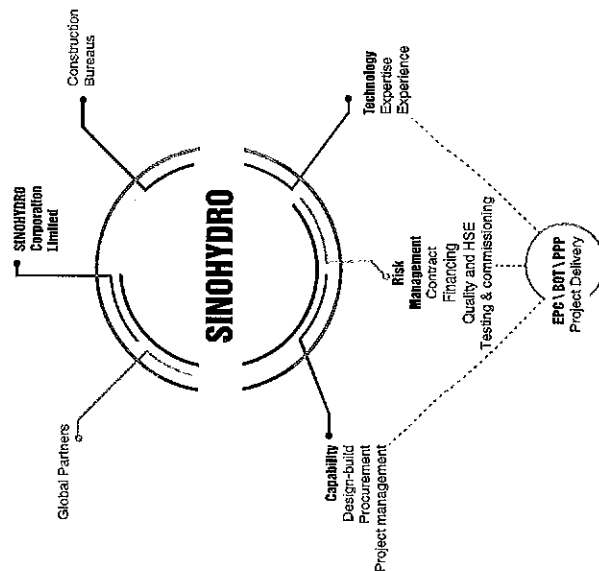 Global Partners
SINOHYDRO
Corporation
Limited
Construction
Bureaus
SINOHYDRO
Capability
Design-build
Procurement
Project management
Risk
Management
Contract
Financing
Quality and HSE
Testing & commissioning
Technology
Expertise
Experience
EPC\BOT\PPP
Project Delivery